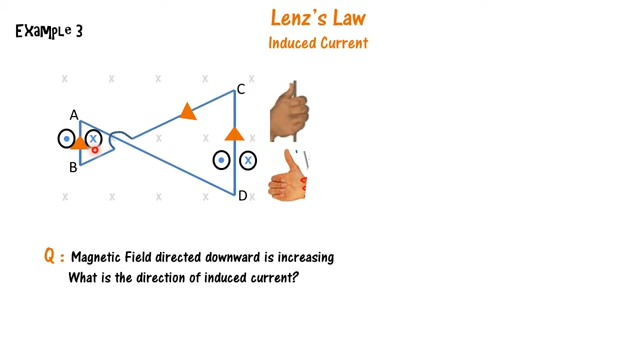 Lenz's Law
Example 3
Induced Current
x x x x x
C
A
x
x x
B
x
x x x x D x
Q : Magnetic Field directed downward is increasing
What is the direction of induced current?